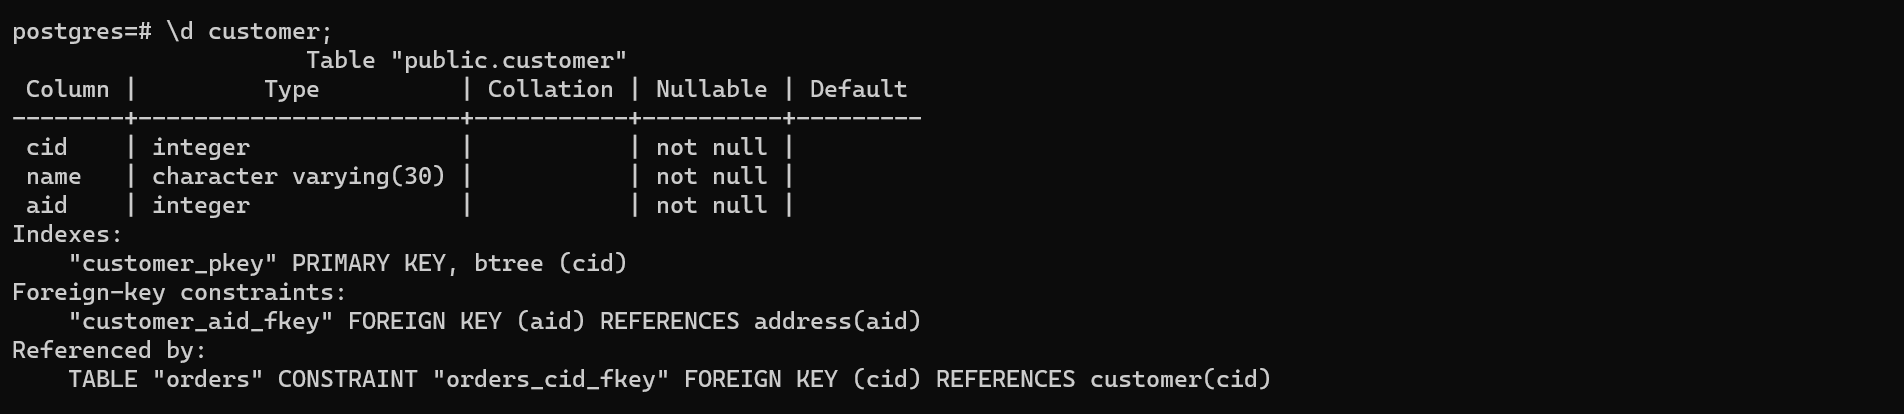 postgres=# \d customer;
                     Table "public.customer"
 Column |         Type          | Collation | Nullable | Default
--------+-----------------------+-----------+----------+---------
 cid    | integer               |           | not null |
 name   | character varying(30) |           | not null |
 aid    | integer               |           | not null |
Indexes:
    "customer_pkey" PRIMARY KEY, btree (cid)
Foreign-key constraints:
    "customer_aid_fkey" FOREIGN KEY (aid) REFERENCES address(aid)
Referenced by:
    TABLE "orders" CONSTRAINT "orders_cid_fkey" FOREIGN KEY (cid) REFERENCES customer(cid)